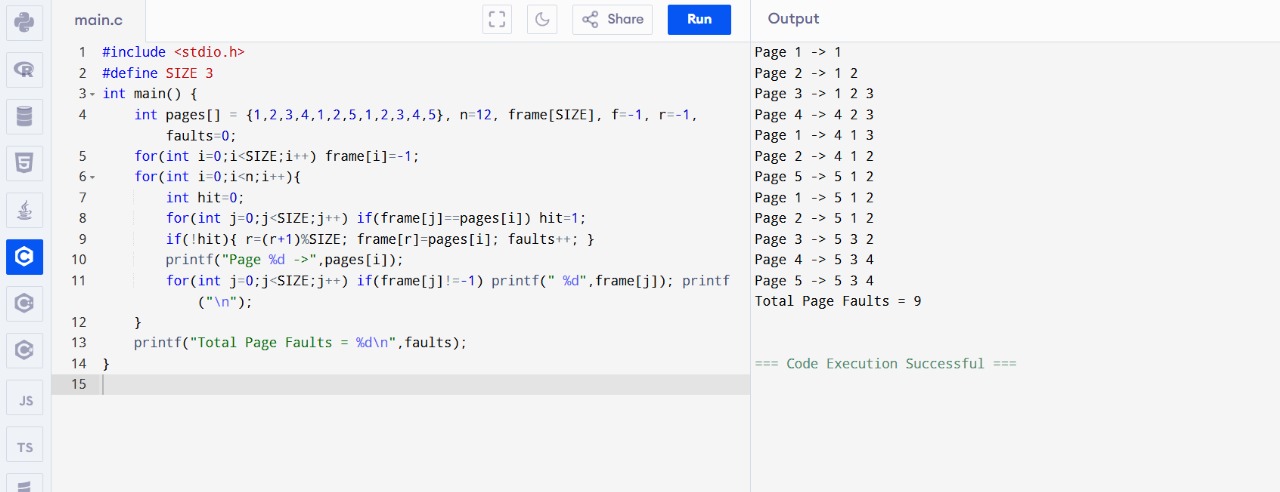 main.c
Share
Run
Output
1 #include <stdio.h>
2 #define SIZE 3
3 int main() {
4 int pages[] = {1,2,3,4,1,2,5,1,2,3,4,5}, n=12, frame[SIZE], f=-1, r=-1,
faults=0;
5 for(int i=0;i<SIZE;i++) frame[i]=-1;
6 for(int i=0;i<n;i++){
7 int hit=0;
8 for(int j=0;j<SIZE;j++) if(frame[j]==pages[i]) hit=1;
9 if(!hit){ r=(r+1)%SIZE; frame[r]=pages[i]; faults++; }
10 printf("Page %d ->",pages[i]);
11 for(int j=0;j<SIZE;j++) if(frame[j]!=-1) printf(" %d",frame[j]); printf
("\n");
12 }
13 printf("Total Page Faults = %d\n",faults);
14 }
15
Page 1 -> 1
Page 2 -> 1 2
Page 3 -> 1 2 3
Page 4 -> 4 2 3
Page 1 -> 4 1 3
Page 2 -> 4 1 2
Page 5 -> 5 1 2
Page 1 -> 5 1 2
Page 2 -> 5 1 2
Page 3 -> 5 3 2
Page 4 -> 5 3 4
Page 5 -> 5 3 4
Total Page Faults = 9
=== Code Execution Successful ===
R
5
C
C
C
JS
TS